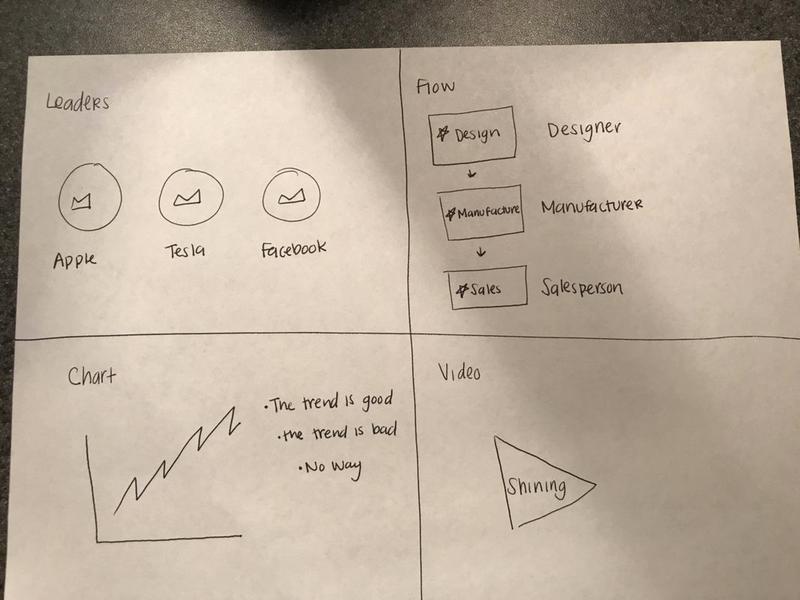 Leaders
Apple
Tesla
Facebook
Flow
Design
Designer
Manufacture
Manufacturer
Sales
Salesperson
Chart
•The trend is good
•the trend is bad
•No way
Video
Shining